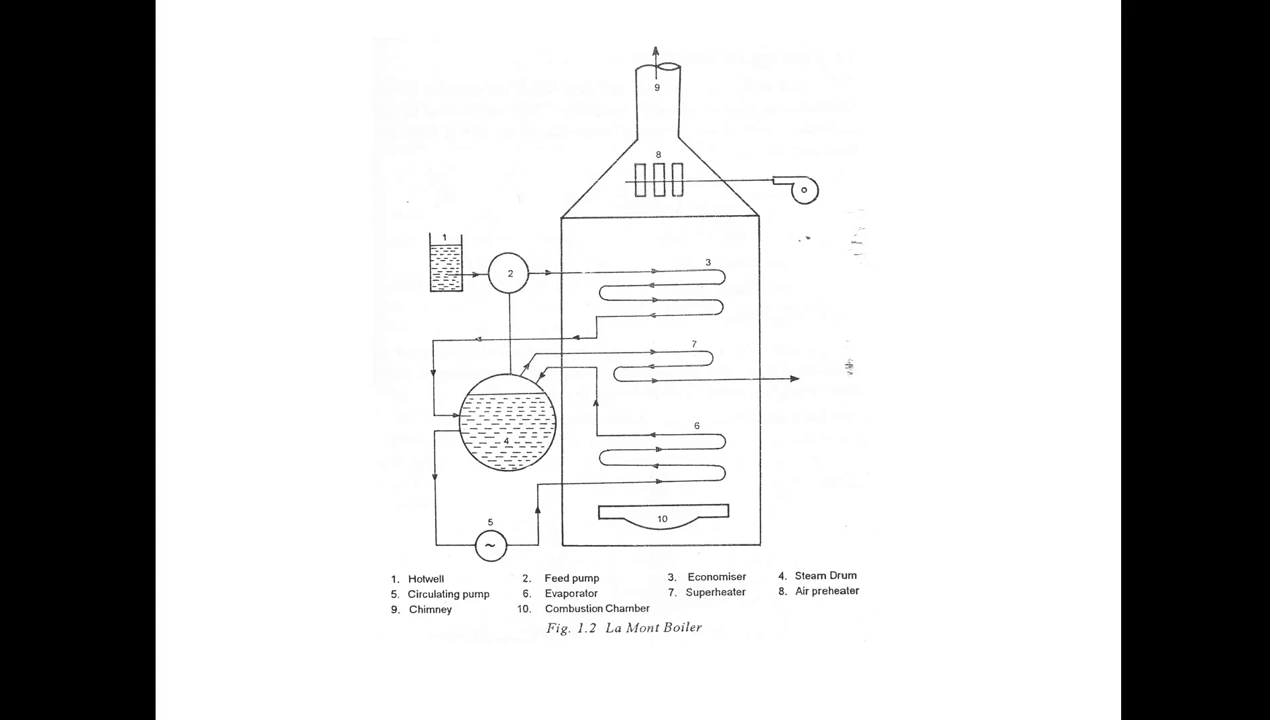 9
8
1
2
3
7
6
4
5
~
10
1. Hotwell 2. Feed pump 3. Economiser 4. Steam Drum
5. Circulating pump 6. Evaporator 7. Superheater 8. Air preheater
9. Chimney 10. Combustion Chamber
Fig. 1.2 La Mont Boiler